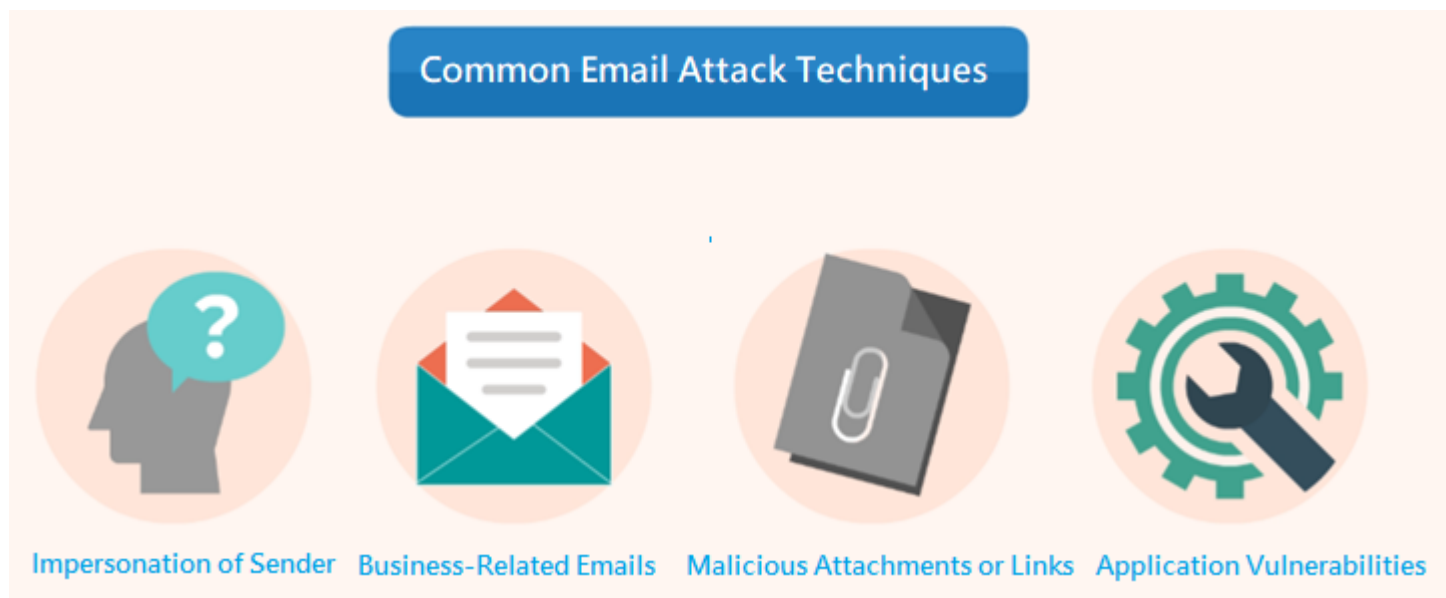 Common Email Attack Techniques
?
Impersonation of Sender
Business-Related Emails
Malicious Attachments or Links
Application Vulnerabilities